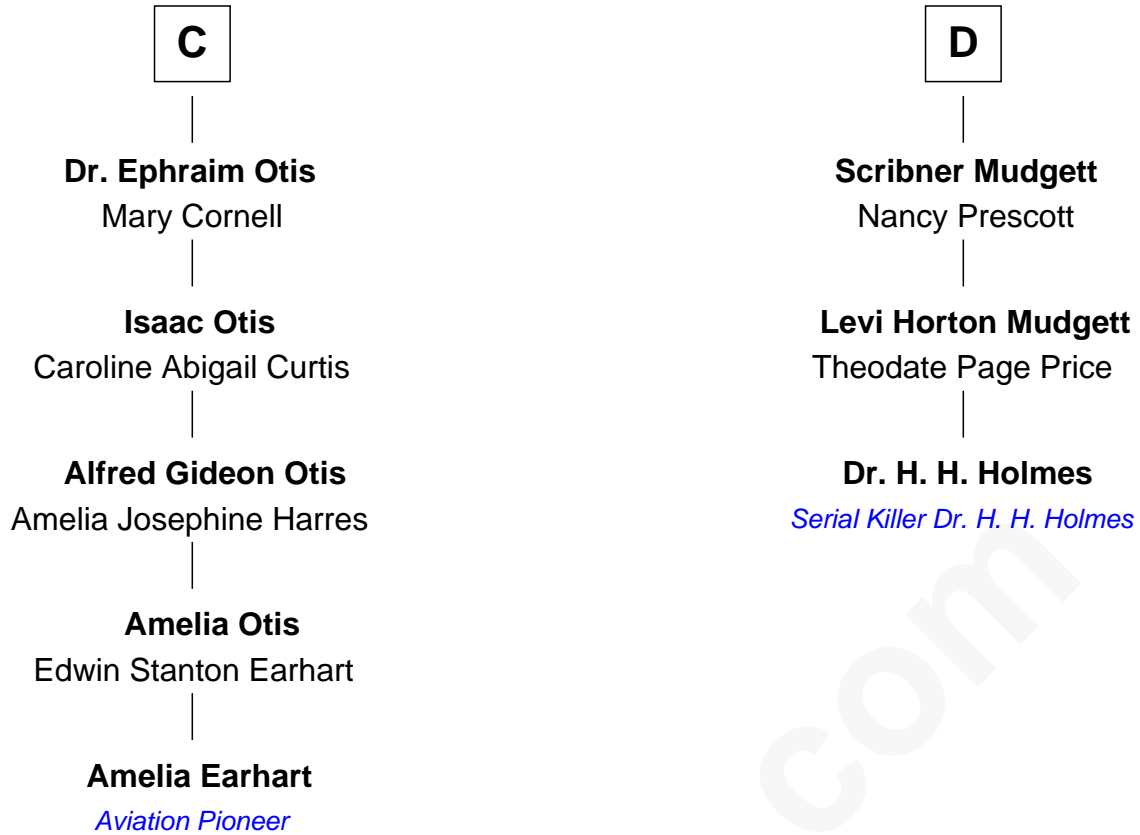 C
Dr. Ephraim Otis
Mary Cornell
Isaac Otis
Caroline Abigail Curtis
Alfred Gideon Otis
Amelia Josephine Harres
Amelia Otis
Edwin Stanton Earhart
Amelia Earhart
Aviation Pioneer
D
Scribner Mudgett
Nancy Prescott
Levi Horton Mudgett
Theodate Page Price
Dr. H. H. Holmes
Serial Killer Dr. H. H. Holmes
com